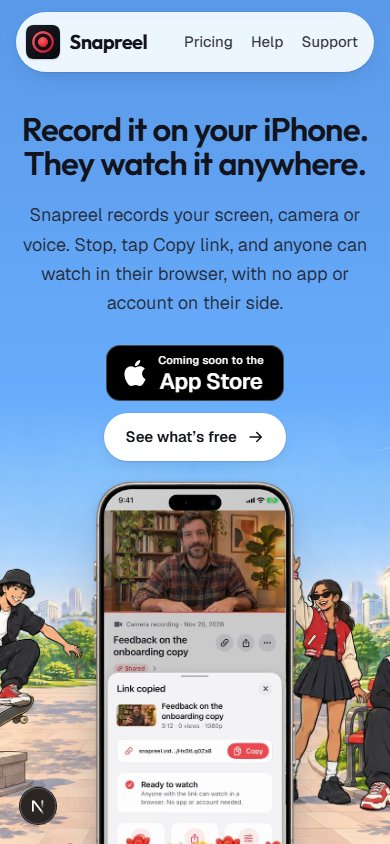 Snapreel
Pricing
Help
Support
Record it on your iPhone.
They watch it anywhere.
Snapreel records your screen, camera or
voice. Stop, tap Copy link, and anyone can
watch in their browser, with no app or
account on their side.
Coming soon to the
App Store
See what’s free →
9:41
Camera recording · Nov 20, 2026
Feedback on the
onboarding copy
Shared
Link copied
Feedback on the
onboarding copy
3:12 · 0 views · 1080p
Copy
Ready to watch
Anyone with the link can watch in a
browser. No app or account needed.
N